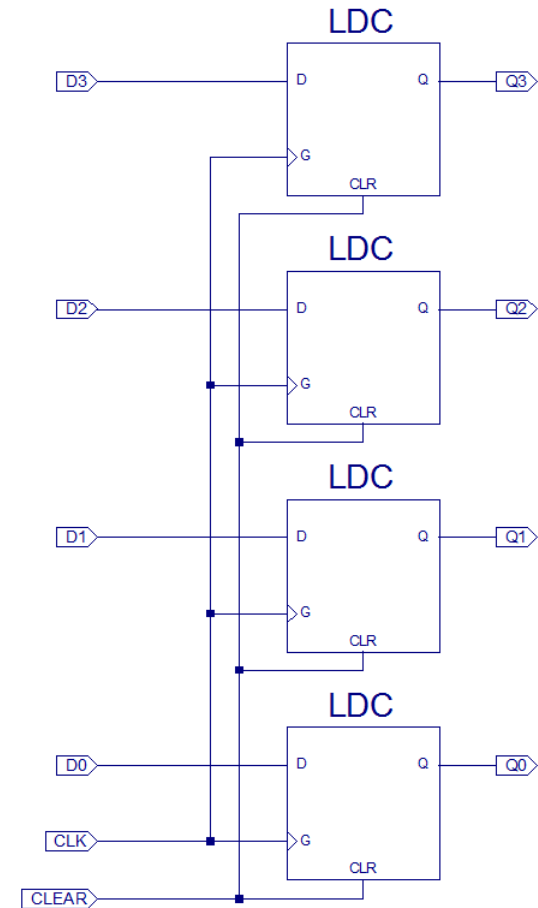 LDC
D3 D Q Q3
G
CLR
LDC
D2 D Q Q2
G
CLR
LDC
D1 D Q Q1
G
CLR
LDC
D0 D Q Q0
CLK G
CLR
CLEAR